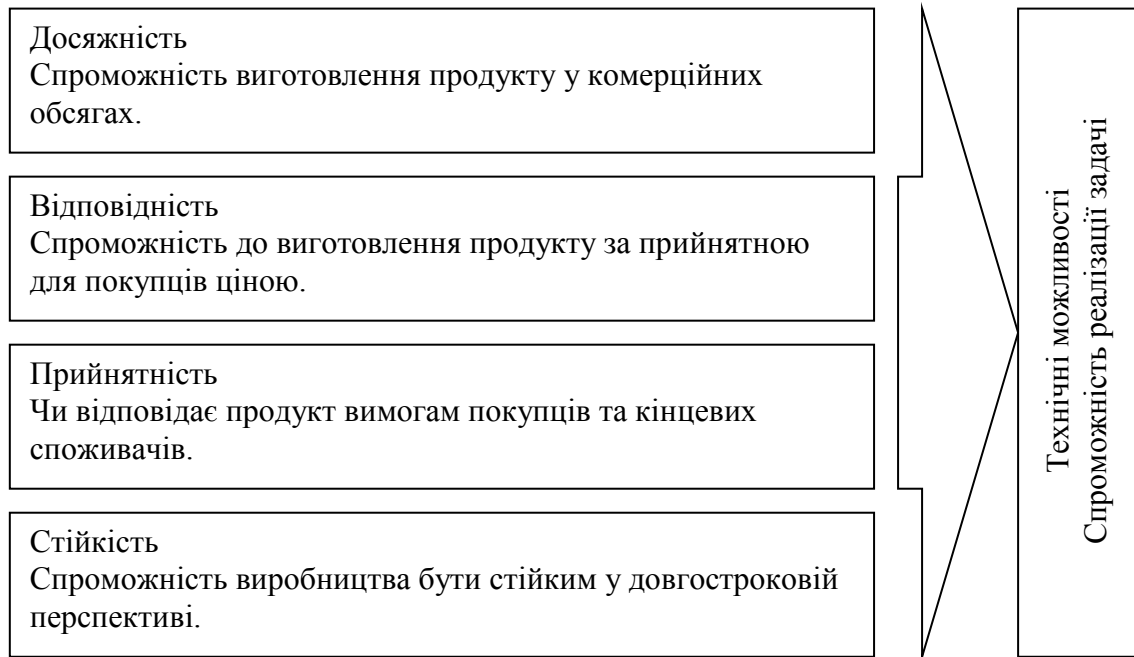 Досяжність
Спроможність виготовлення продукту у комерційних
обсягах.
Відповідність
Спроможність до виготовлення продукту за прийнятною
для покупців ціною.
Прийнятність
Чи відповідає продукт вимогам покупців та кінцевих
споживачів.
Стійкість
Спроможність виробництва бути стійким у довгостроковій
перспективі.
Технічні можливості
Спроможність реалізації задачі